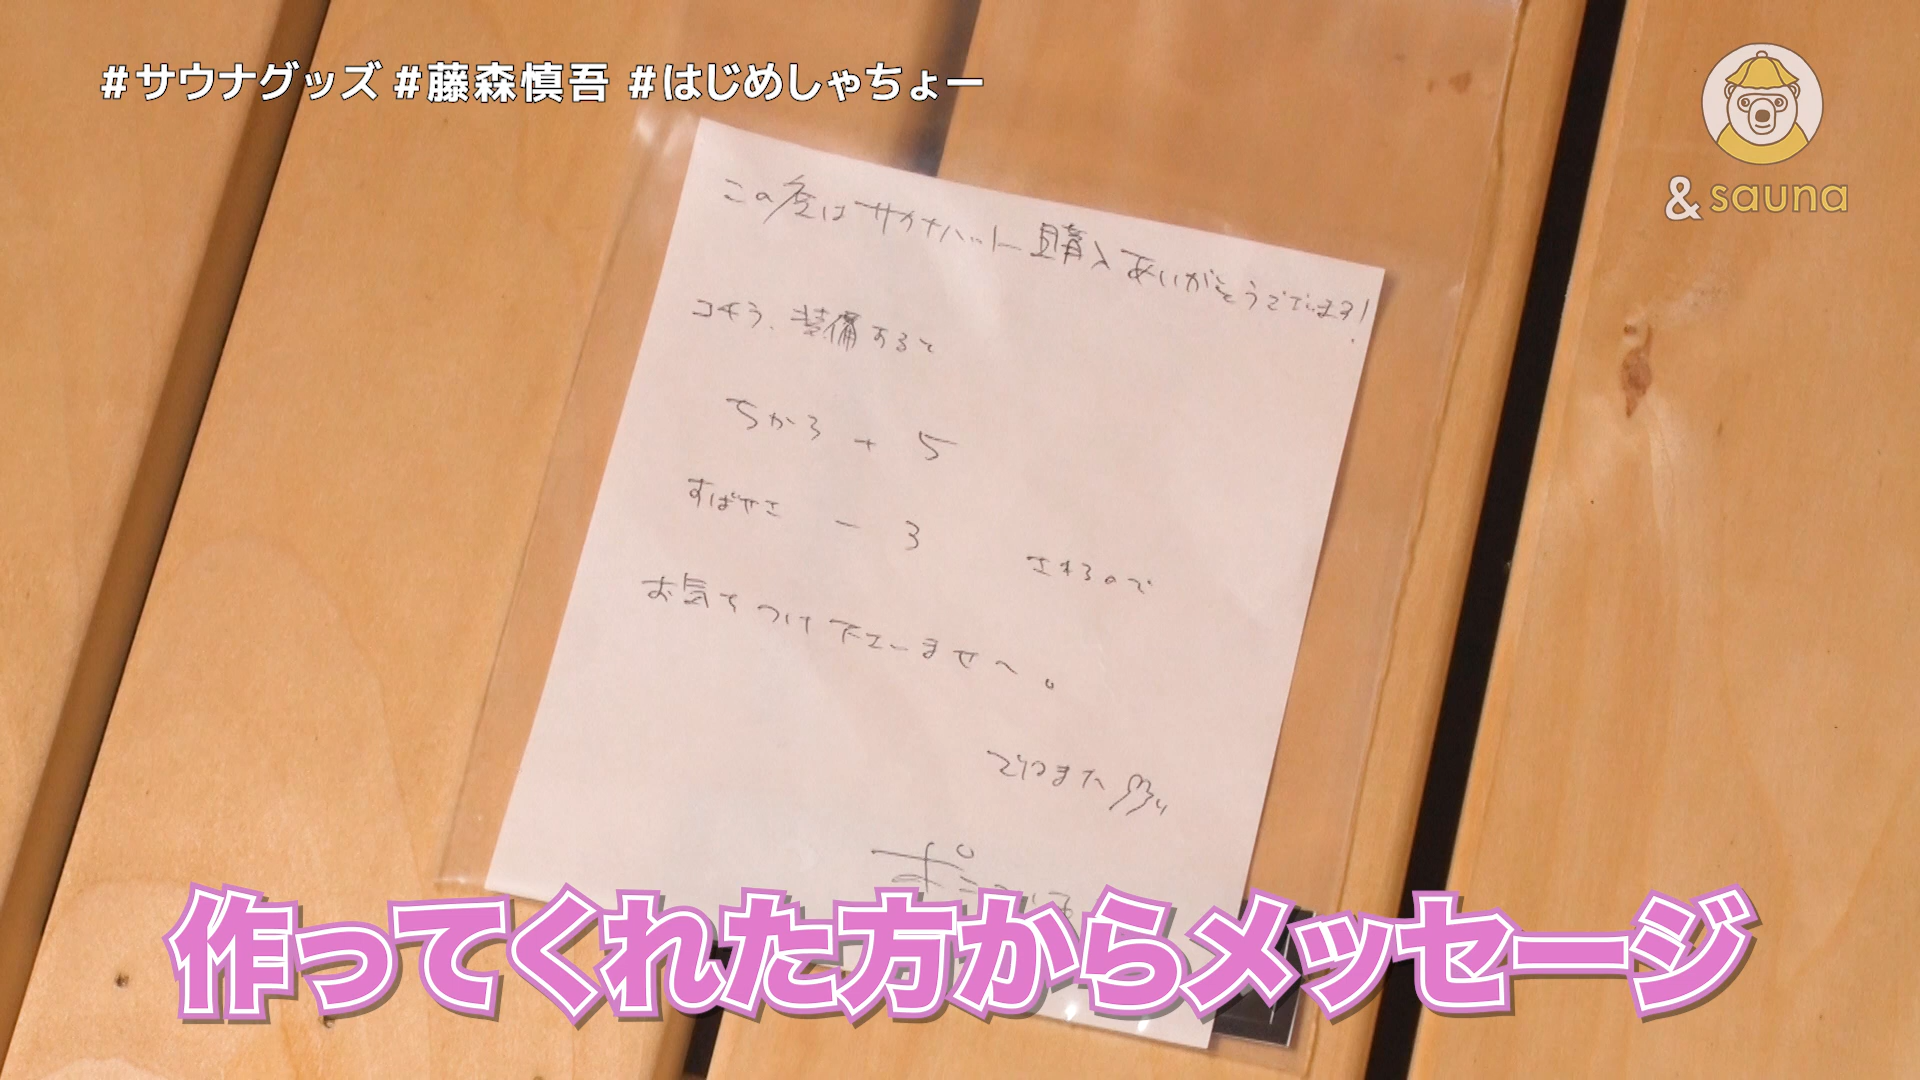 #サウナグッズ #藤森慎吾 #はじめしゃちょー
& sauna
この度はサウナハット購入ありがとうございます!
コチラ、装備すると
ちから + 5
すばやさ - 3 されるので
お気をつけ下さいませ〜。
ではまた
作ってくれた方からメッセージ